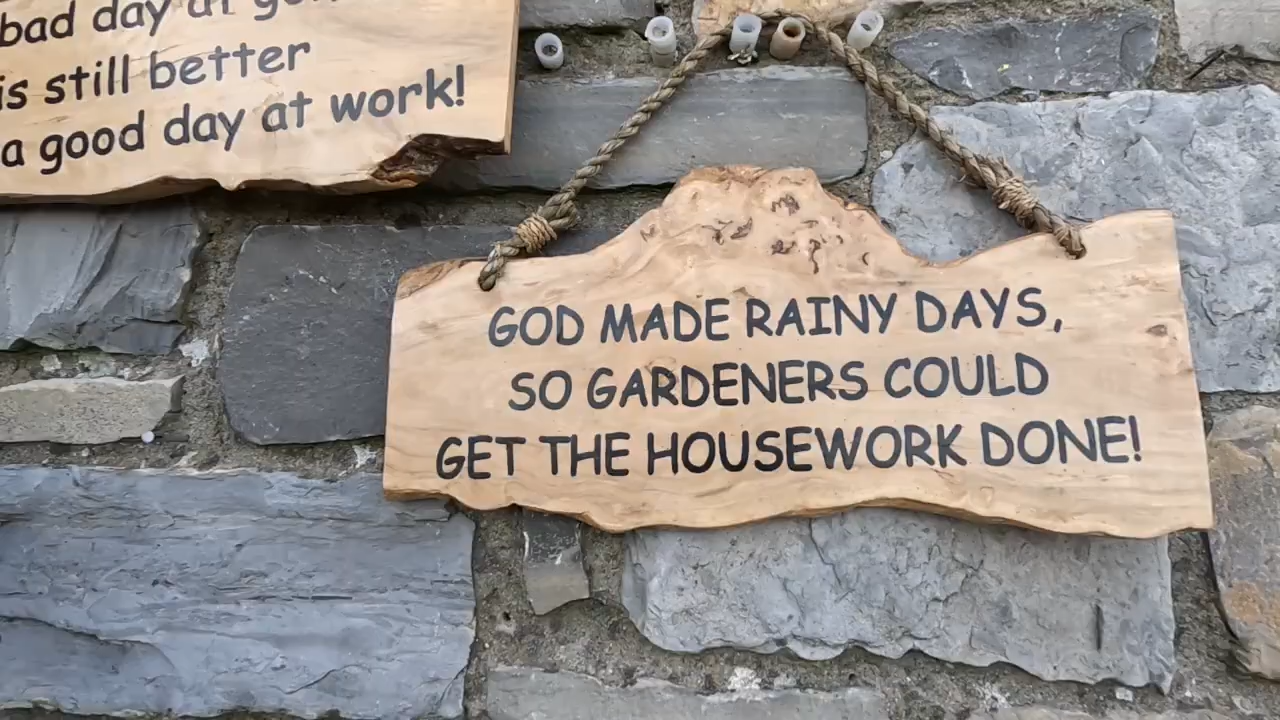 bad day at
is still better
a good day at work!
GOD MADE RAINY DAYS,
SO GARDENERS COULD
GET THE HOUSEWORK DONE!